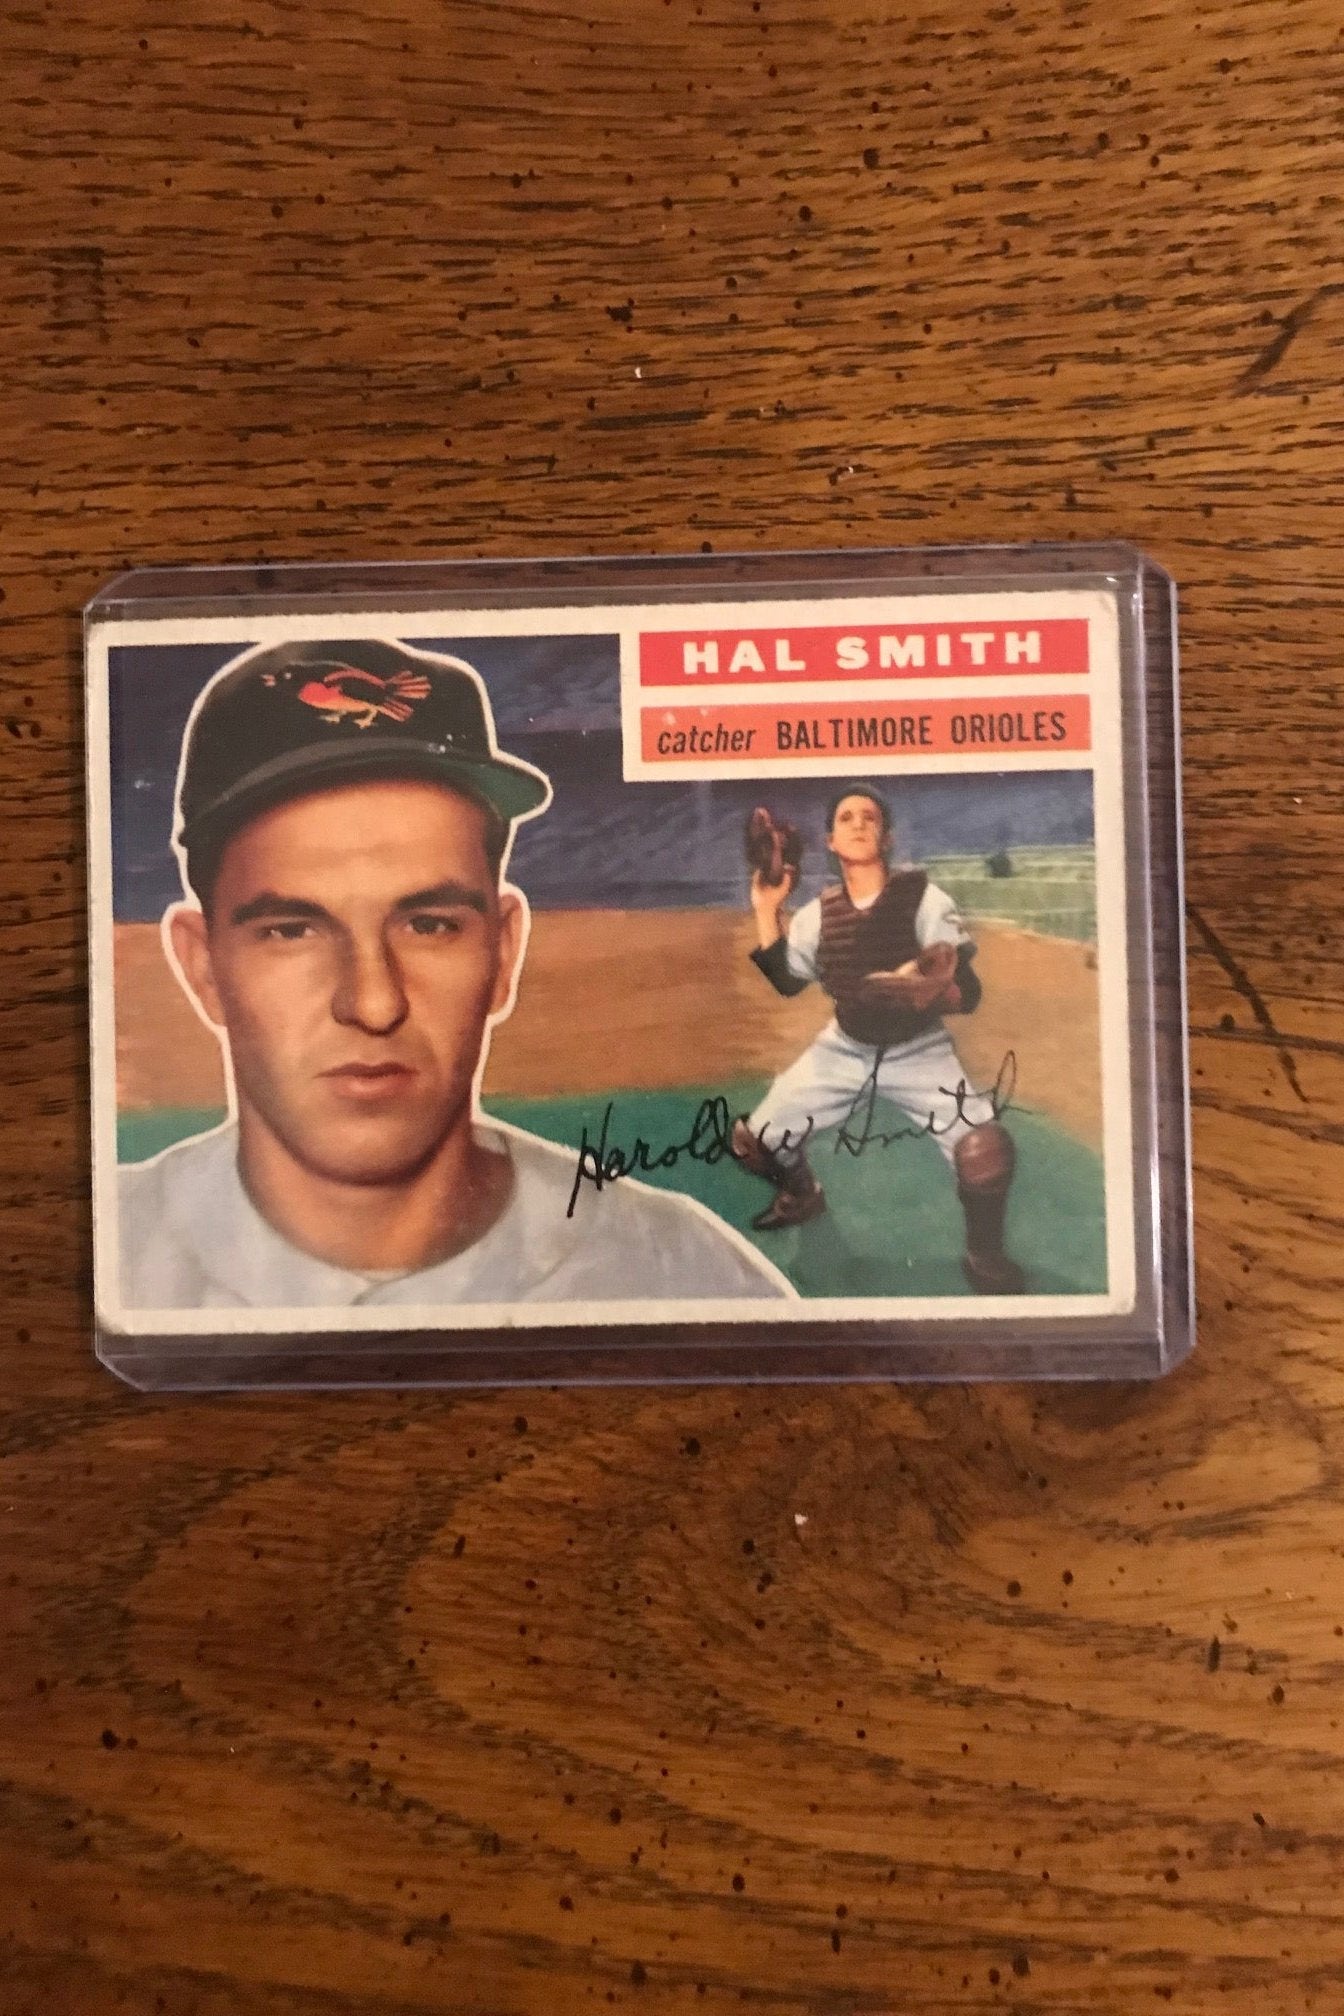 HAL SMITH
catcher BALTIMORE ORIOLES
Harold W Smith